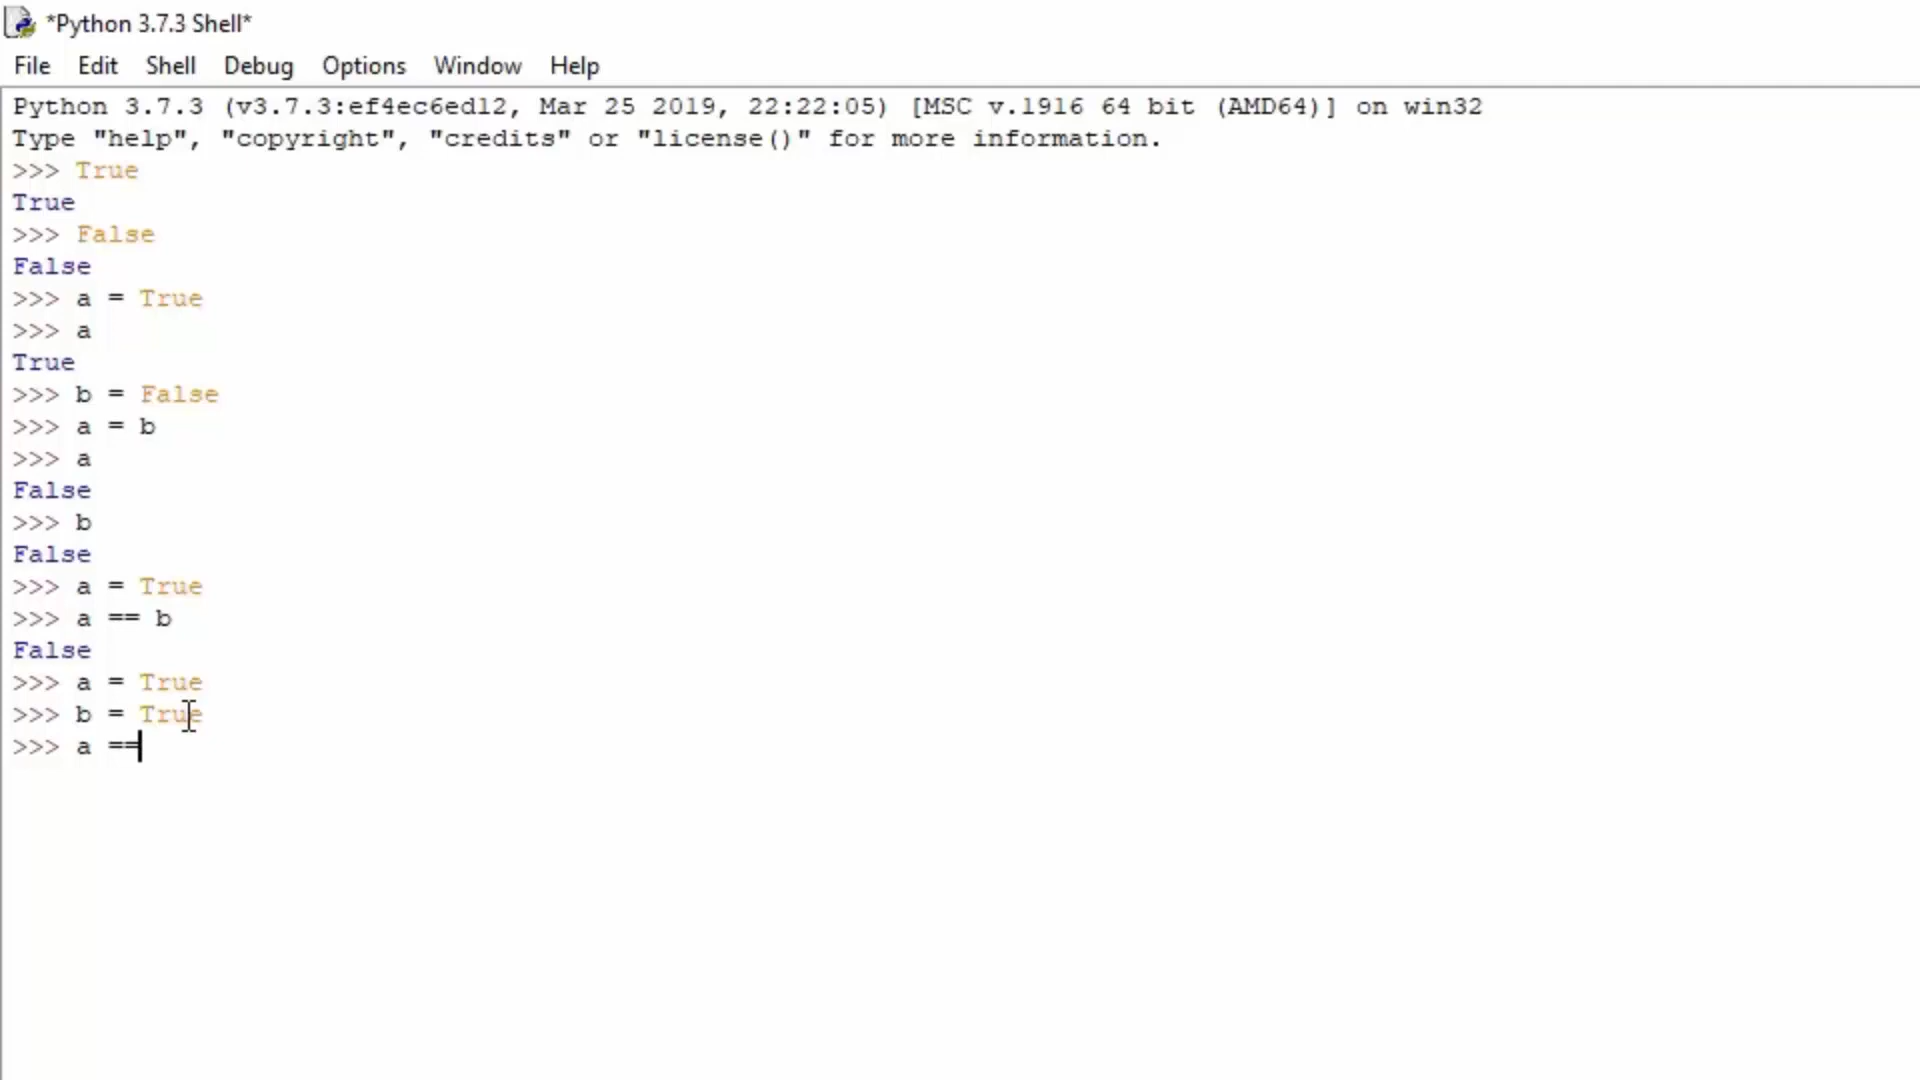 *Python 3.7.3 Shell*
File Edit Shell Debug Options Window Help
Python 3.7.3 (v3.7.3:ef4ec6ed12, Mar 25 2019, 22:22:05) [MSC v.1916 64 bit (AMD64)] on win32
Type "help", "copyright", "credits" or "license()" for more information.
>>> True
True
>>> False
False
>>> a = True
>>> a
True
>>> b = False
>>> a = b
>>> a
False
>>> b
False
>>> a = True
>>> a == b
False
>>> a = True
>>> b = True
>>> a ==